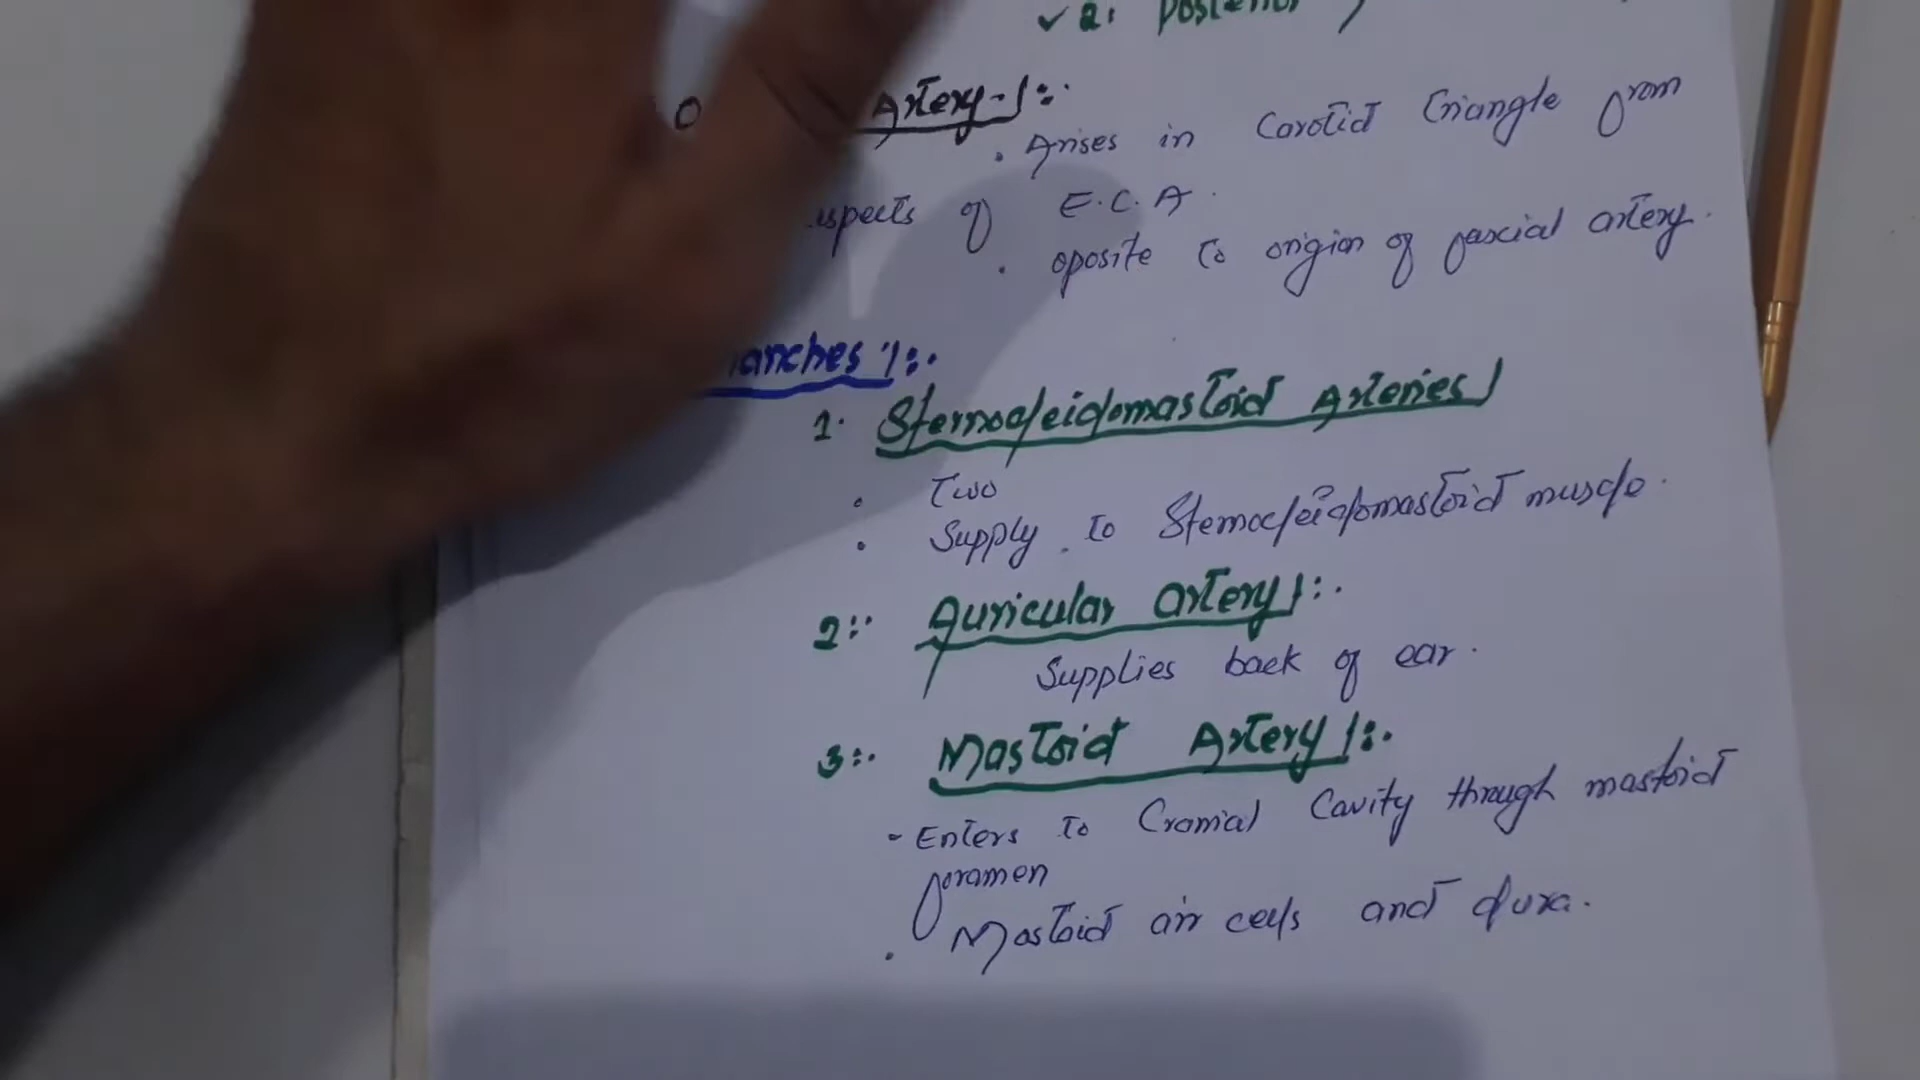 ✓ 2. Posterior
O Artery :-
. Arises in Carotid triangle from
aspects of E.C.A.
. oposite to origion of fascial artery.
Branches :-
1. Sternocleidomastoid Arteries
. Two
. Supply to Sternocleidomastoid muscle.
2:- Auricular artery :-
Supplies back of ear.
3:- Mastoid Artery :-
- Enters to Cranial Cavity through mastoid
foramen
. Mastoid air cells and dura.